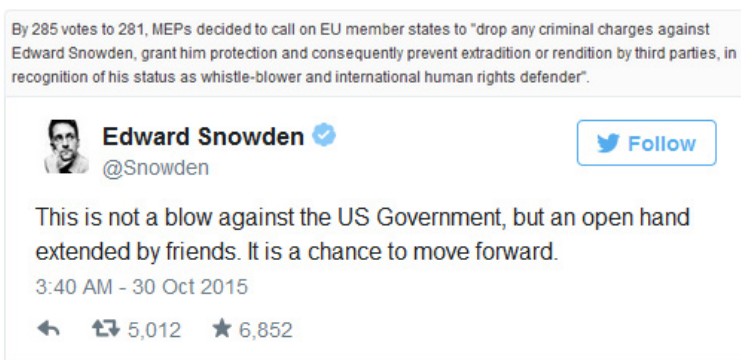 By 285 votes to 281, MEPs decided to call on EU member states to "drop any criminal charges against
Edward Snowden, grant him protection and consequently prevent extradition or rendition by third parties, in
recognition of his status as whistle-blower and international human rights defender".
Edward Snowden
Follow
@Snowden
This is not a blow against the US Government, but an open hand
extended by friends. It is a chance to move forward.
3:40 AM - 30 Oct 2015
5,012 6,852